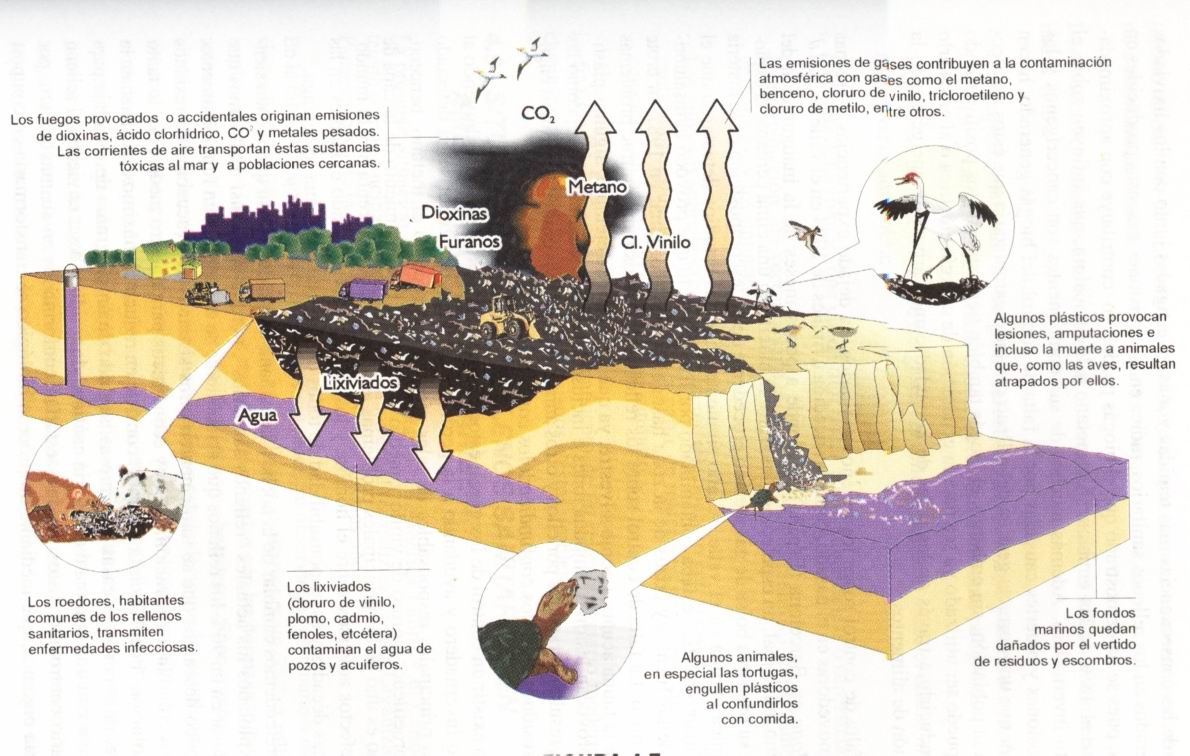 Las emisiones de gases contribuyen a la contaminación
atmosférica con gases como el metano,
benceno, cloruro de vinilo, tricloroetileno y
cloruro de metilo, entre otros.
Los fuegos provocados o accidentales originan emisiones
de dioxinas, ácido clorhídrico, CO² y metales pesados.
Las corrientes de aire transportan éstas sustancias
tóxicas al mar y a poblaciones cercanas.
CO₂
Metano
Dioxinas
Furanos
Cl. Vinilo
Algunos plásticos provocan
lesiones, amputaciones e
incluso la muerte a animales
que, como las aves, resultan
atrapados por ellos.
Lixiviados
Agua
Los roedores, habitantes
comunes de los rellenos
sanitarios, transmiten
enfermedades infecciosas.
Los lixiviados
(cloruro de vinilo,
plomo, cadmio,
fenoles, etcétera)
contaminan el agua de
pozos y acuíferos.
Algunos animales,
en especial las tortugas,
engullen plásticos
al confundirlos
con comida.
Los fondos
marinos quedan
dañados por el vertido
de residuos y escombros.